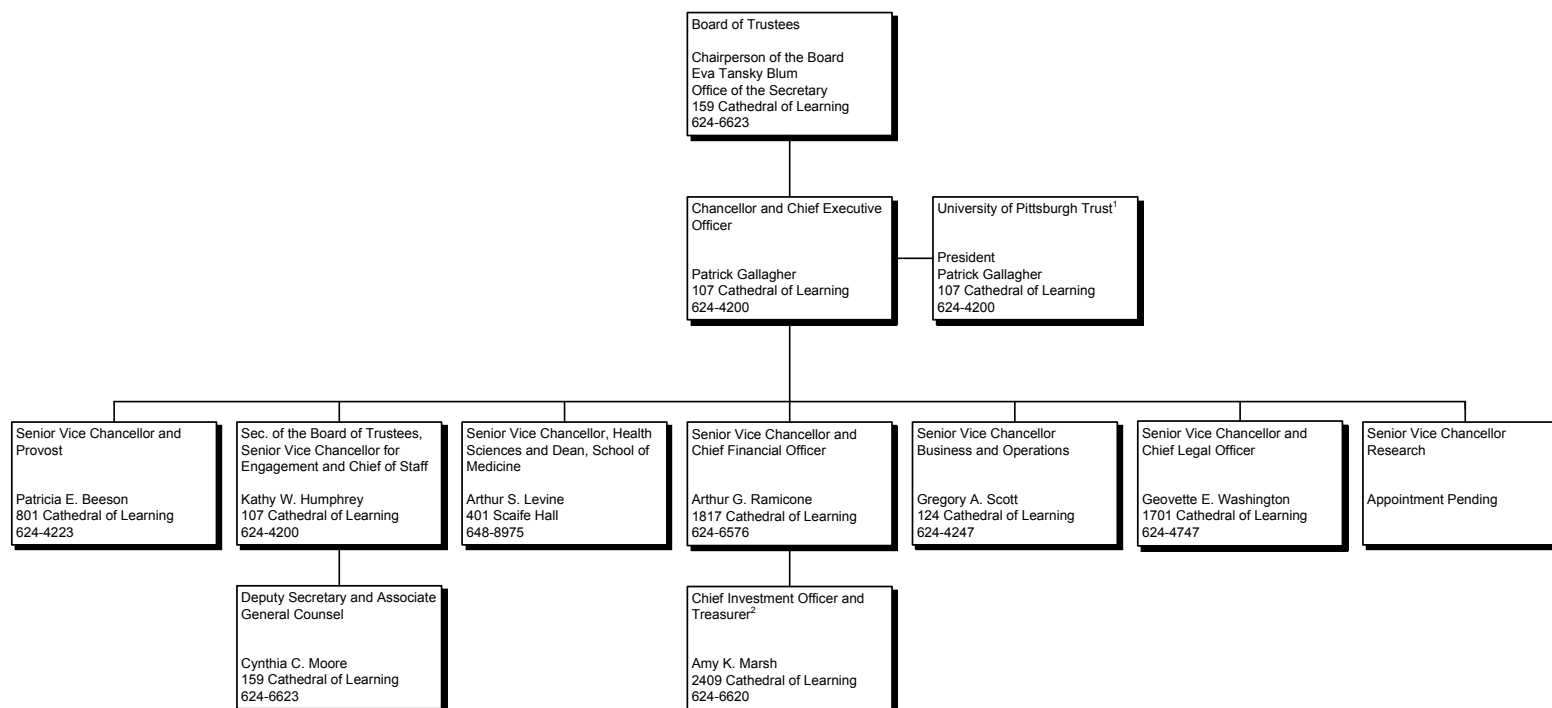 Board of Trustees
Chairperson of the Board
Eva Tansky Blum
Office of the Secretary
159 Cathedral of Learning
624-6623
Chancellor and Chief Executive
Officer
Patrick Gallagher
107 Cathedral of Learning
624-4200
University of Pittsburgh Trust¹
President
Patrick Gallagher
107 Cathedral of Learning
624-4200
Senior Vice Chancellor and
Provost
Patricia E. Beeson
801 Cathedral of Learning
624-4223
Sec. of the Board of Trustees,
Senior Vice Chancellor for
Engagement and Chief of Staff
Kathy W. Humphrey
107 Cathedral of Learning
624-4200
Senior Vice Chancellor, Health
Sciences and Dean, School of
Medicine
Arthur S. Levine
401 Scaife Hall
648-8975
Senior Vice Chancellor and
Chief Financial Officer
Arthur G. Ramicone
1817 Cathedral of Learning
624-6576
Senior Vice Chancellor
Business and Operations
Gregory A. Scott
124 Cathedral of Learning
624-4247
Senior Vice Chancellor and
Chief Legal Officer
Geovette E. Washington
1701 Cathedral of Learning
624-4747
Senior Vice Chancellor
Research
Appointment Pending
Deputy Secretary and Associate
General Counsel
Cynthia C. Moore
159 Cathedral of Learning
624-6623
Chief Investment Officer and
Treasurer²
Amy K. Marsh
2409 Cathedral of Learning
624-6620